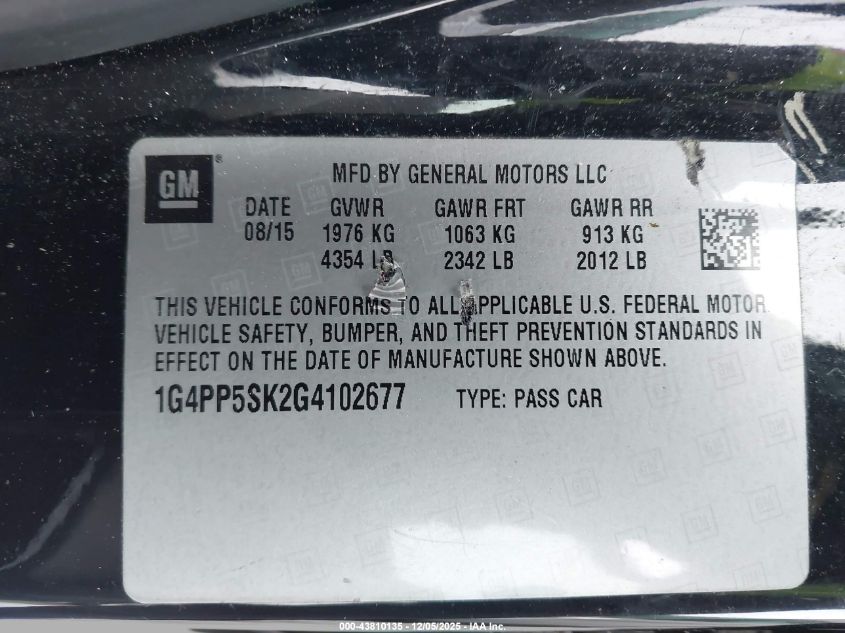 GM ®
MFD BY GENERAL MOTORS LLC
DATE GVWR GAWR FRT GAWR RR
08/15 1976 KG 1063 KG 913 KG
4354 LB 2342 LB 2012 LB
THIS VEHICLE CONFORMS TO ALL APPLICABLE U.S. FEDERAL MOTOR
VEHICLE SAFETY, BUMPER, AND THEFT PREVENTION STANDARDS IN
EFFECT ON THE DATE OF MANUFACTURE SHOWN ABOVE.
1G4PP5SK2G4102677 TYPE: PASS CAR
000-43810135 - 12/05/2025 - IAA Inc.